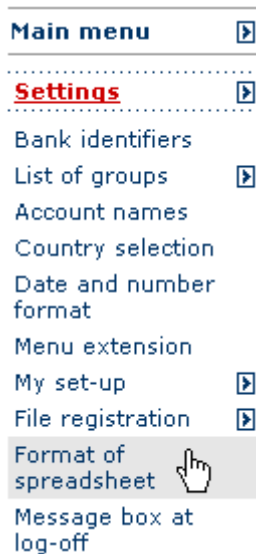 Main menu
Settings
Bank identifiers
List of groups
Account names
Country selection
Date and number
format
Menu extension
My set-up
File registration
Format of
spreadsheet
Message box at
log-off